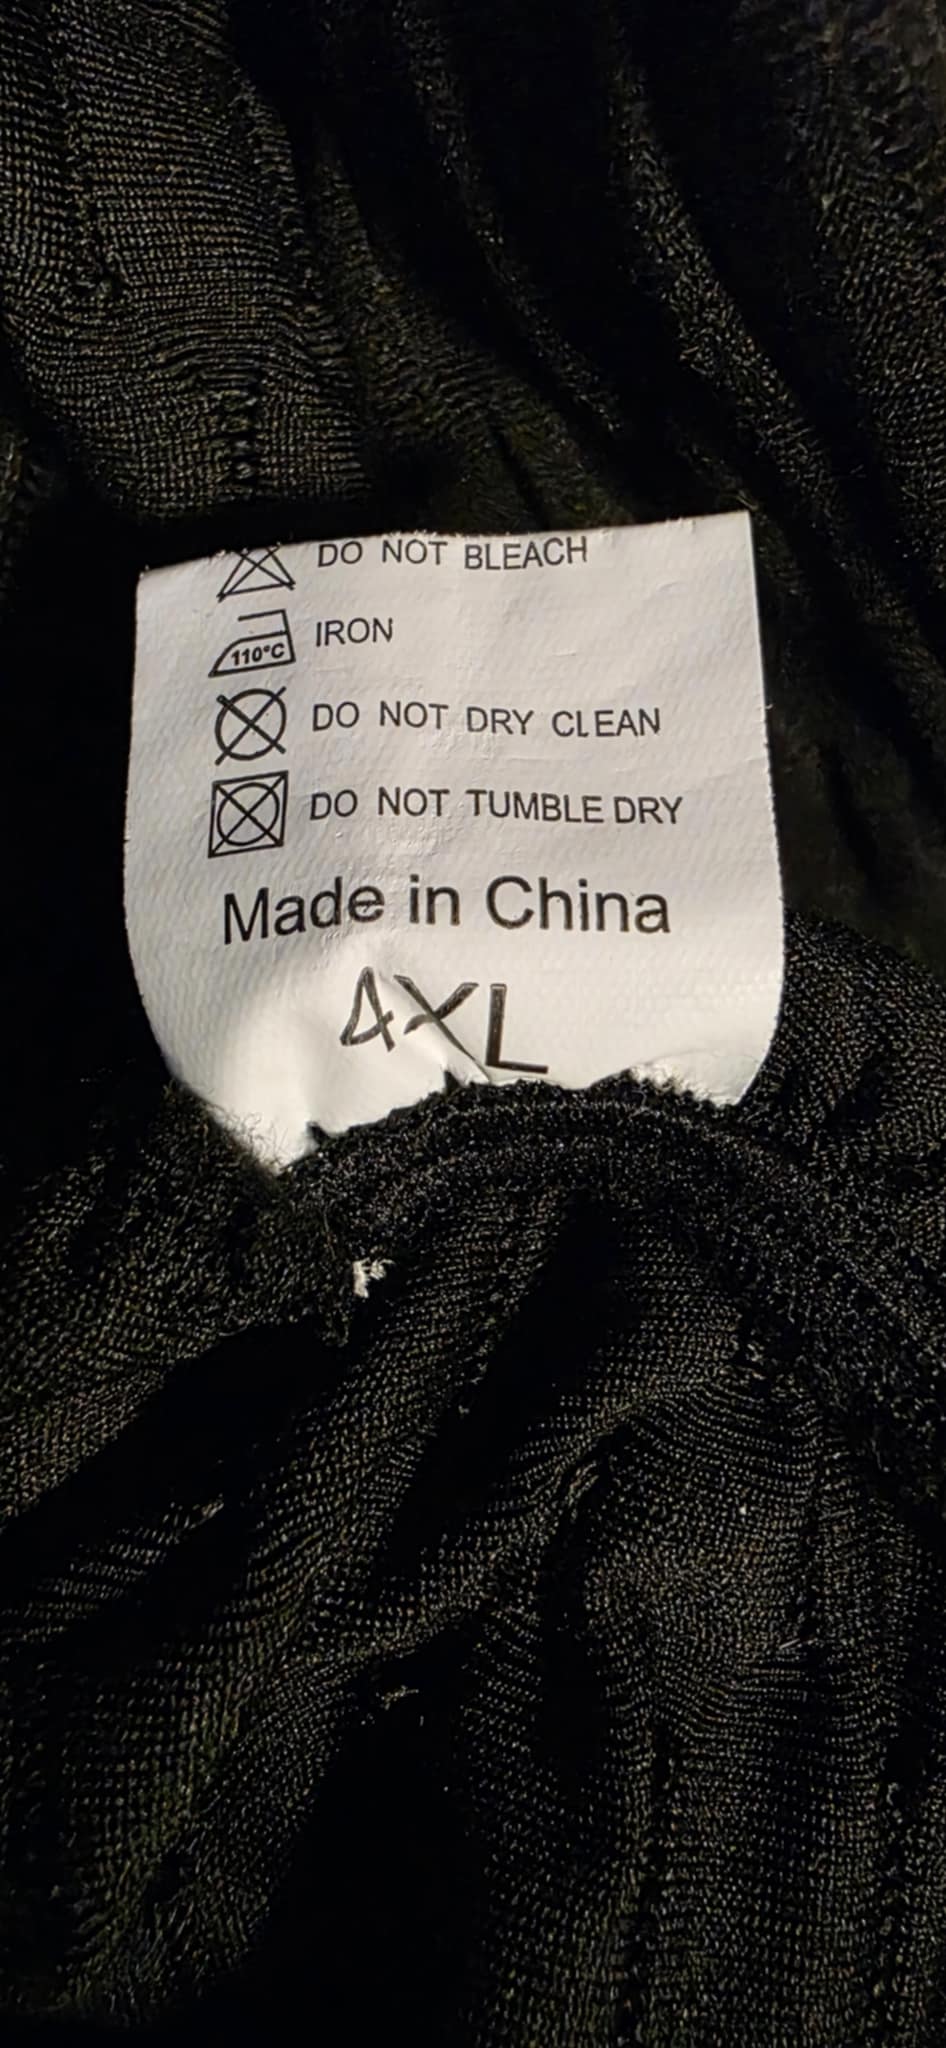 DO NOT BLEACH
110°C IRON
DO NOT DRY CLEAN
DO NOT TUMBLE DRY
Made in China
4XL